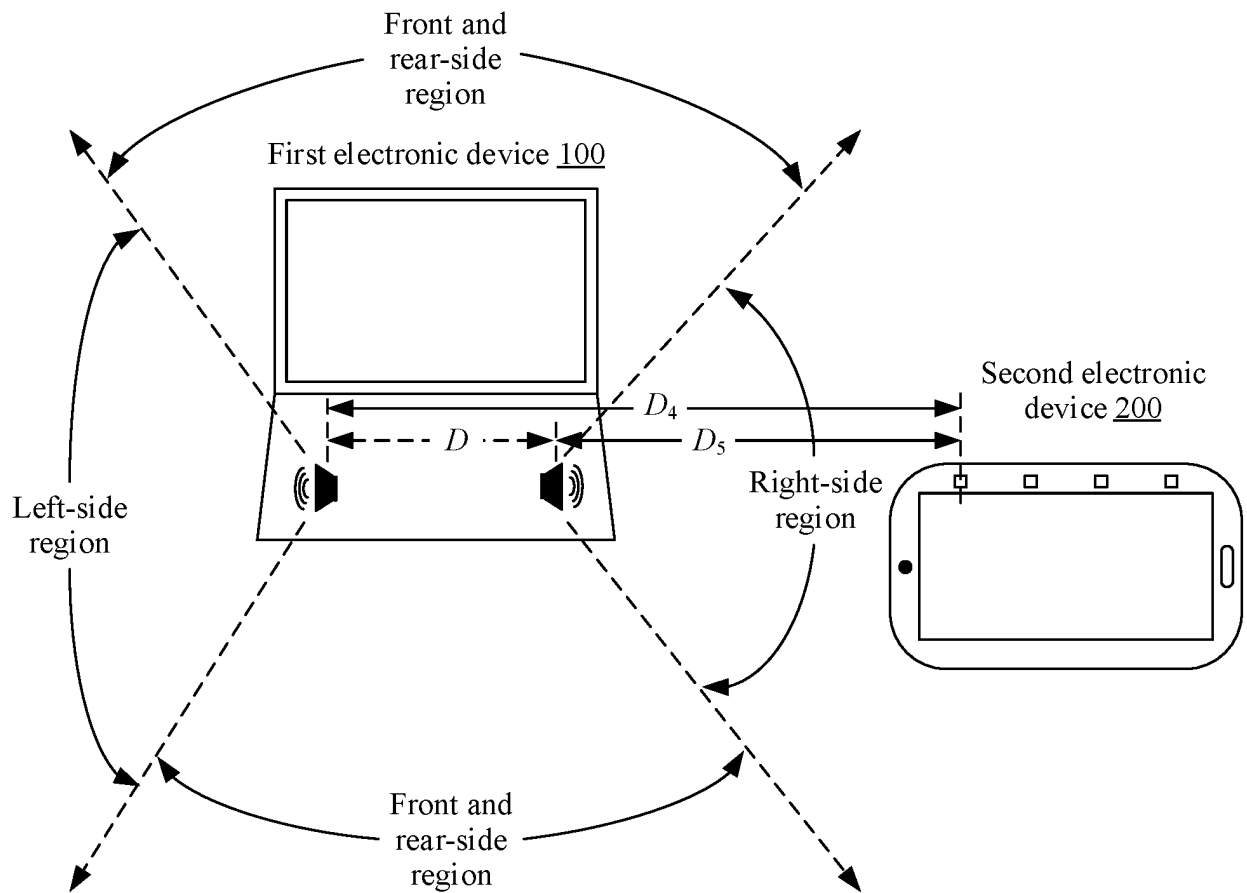 Front and
rear-side
region
First electronic device 100
Second electronic
device 200
D4
D
D5
Left-side
region
Right-side
region
Front and
rear-side
region